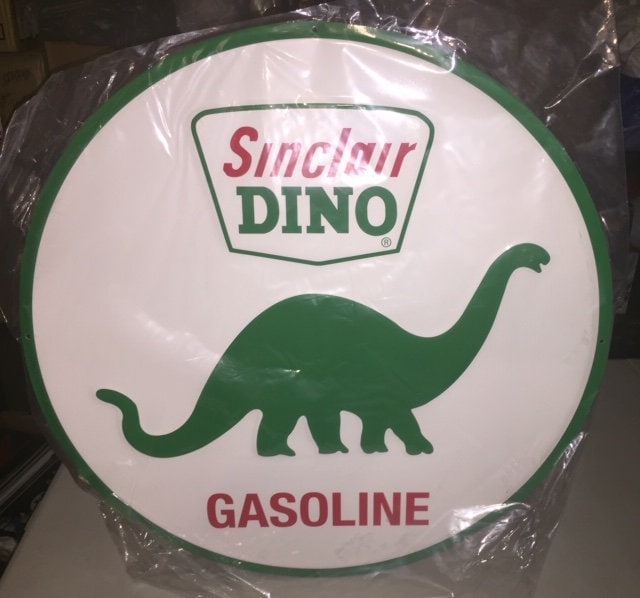 Sinclair
DINO
®
GASOLINE